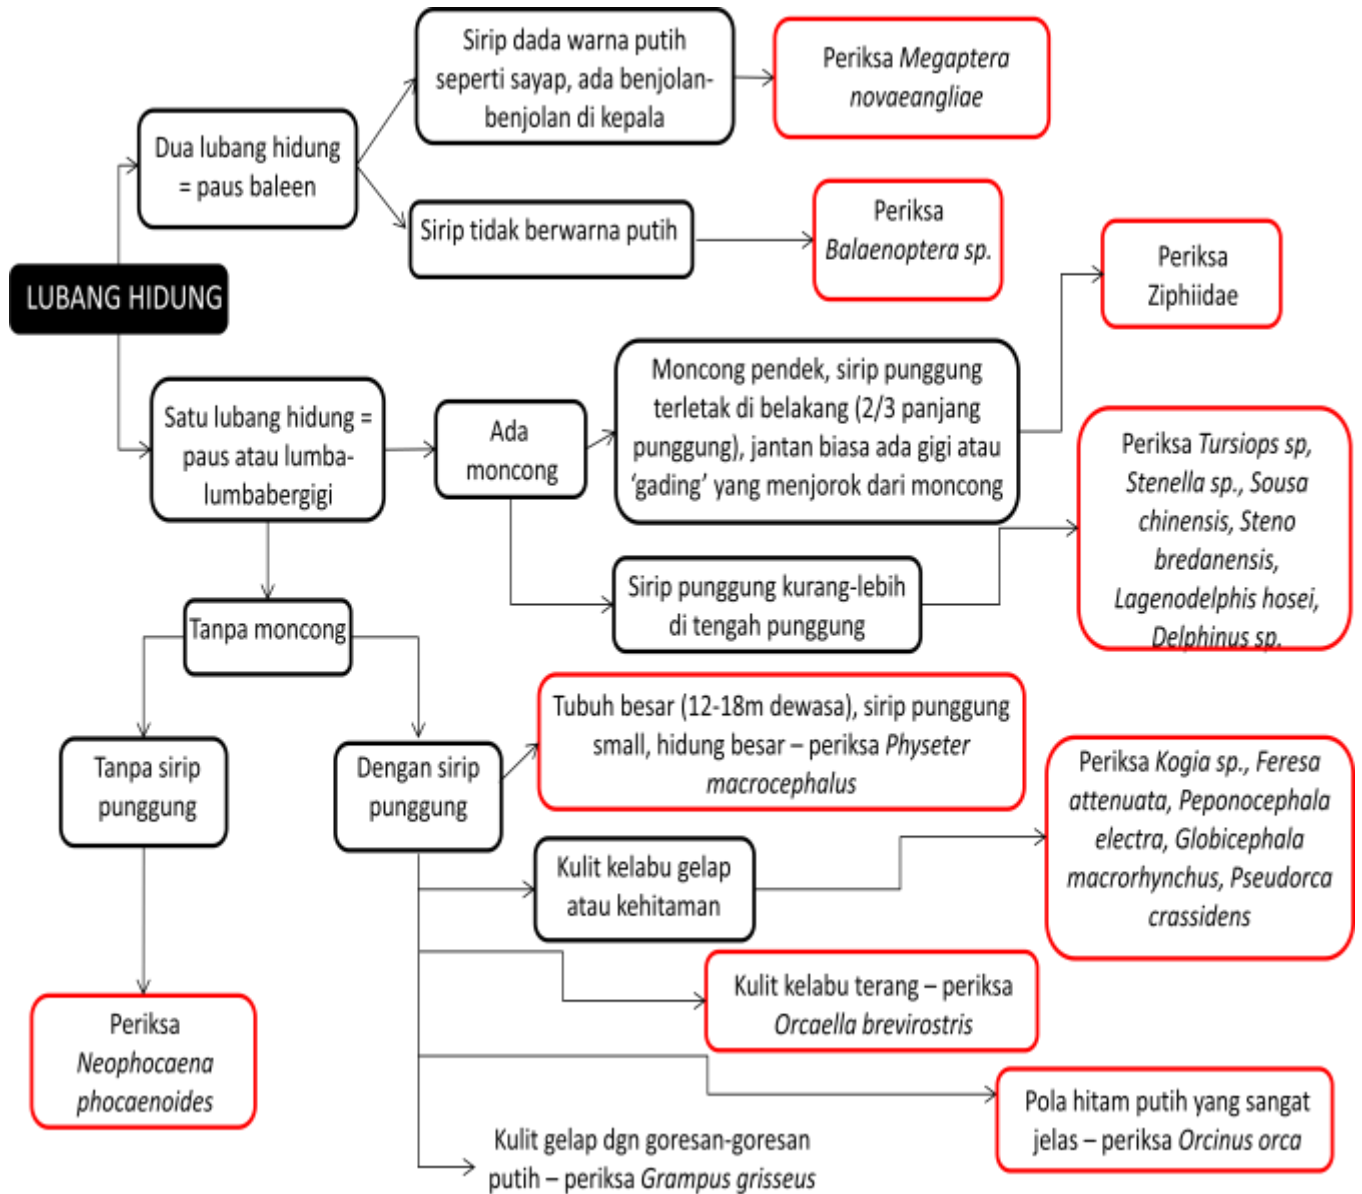 Sirip dada warna putih
seperti sayap, ada benjolan-
benjolan di kepala
Periksa Megaptera
novaeangliae
Dua lubang hidung
= paus baleen
Sirip tidak berwarna putih
Periksa
Balaenoptera sp.
Periksa
Ziphiidae
LUBANG HIDUNG
Satu lubang hidung =
paus atau lumba-
lumbabergigi
Ada
moncong
Moncong pendek, sirip punggung
terletak di belakang (2/3 panjang
punggung), jantan biasa ada gigi atau
‘gading’ yang menjorok dari moncong
Periksa Tursiops sp,
Stenella sp., Sousa
chinensis, Steno
bredanensis,
Lagenodelphis hosei,
Delphinus sp.
Sirip punggung kurang-lebih
di tengah punggung
Tanpa moncong
Tanpa sirip
punggung
Dengan sirip
punggung
Tubuh besar (12-18m dewasa), sirip punggung
small, hidung besar – periksa Physeter
macrocephalus
Kulit kelabu gelap
atau kehitaman
Periksa Kogia sp., Feresa
attenuata, Peponocephala
electra, Globicephala
macrorhynchus, Pseudorca
crassidens
Kulit kelabu terang – periksa
Orcaella brevirostris
Periksa
Neophocaena
phocaenoides
Pola hitam putih yang sangat
jelas – periksa Orcinus orca
Kulit gelap dgn goresan-goresan
putih – periksa Grampus grisseus